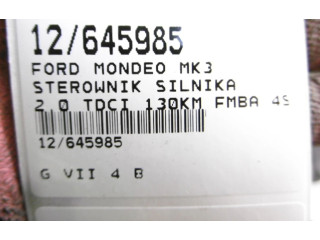 12/645985
FORD MONDEO MK3
STEROWNIK SILNIKA
2.0 TDCI 130KM FMBA 4S
12/645985
G VII 4 B